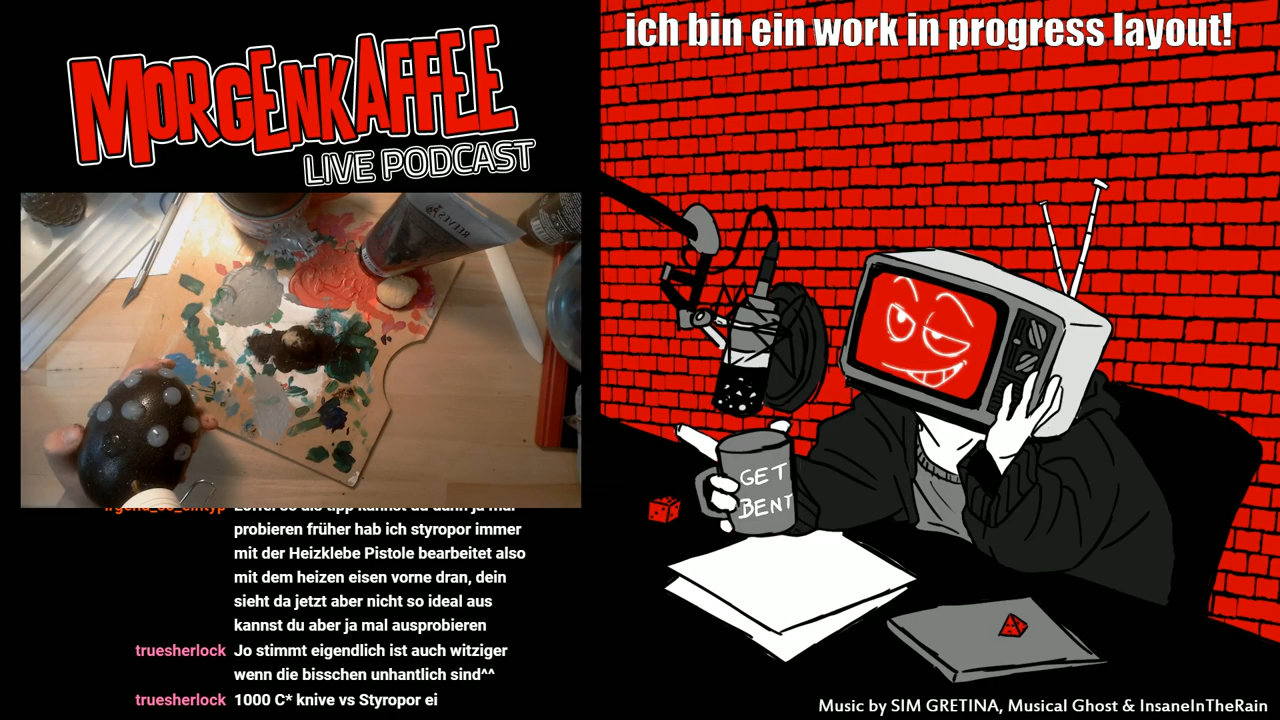 ich bin ein work in progress layout!
MORGENKAFFEE
LIVE PODCAST
GET
BENT
probieren früher hab ich styropor immer
mit der Heizklebe Pistole bearbeitet also
mit dem heizen eisen vorne dran, dein
sieht da jetzt aber nicht so ideal aus
kannst du aber ja mal ausprobieren
truesherlock Jo stimmt eigendlich ist auch witziger
wenn die bisschen unhantlich sind^^
truesherlock 1000 C* knive vs Styropor ei
Music by SIM GRETINA, Musical Ghost & InsaneInTheRain